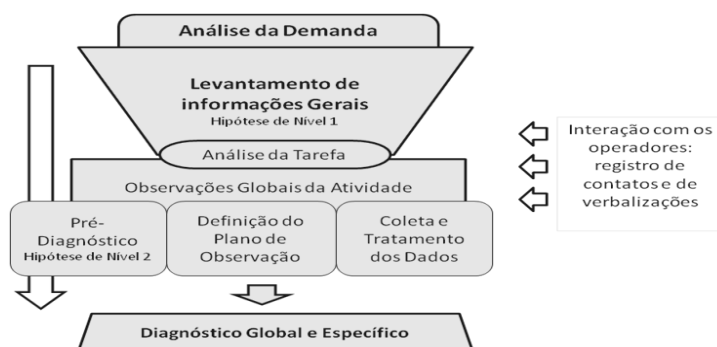 Análise da Demanda
Levantamento de
informações Gerais
Hipótese de Nível 1
Análise da Tarefa
Observações Globais da Atividade
Pré-
Diagnóstico
Hipótese de Nível 2
Definição do
Plano de
Observação
Coleta e
Tratamento
dos Dados
Diagnóstico Global e Específico
Interação com os
operadores:
registro de
contatos e de
verbalizações